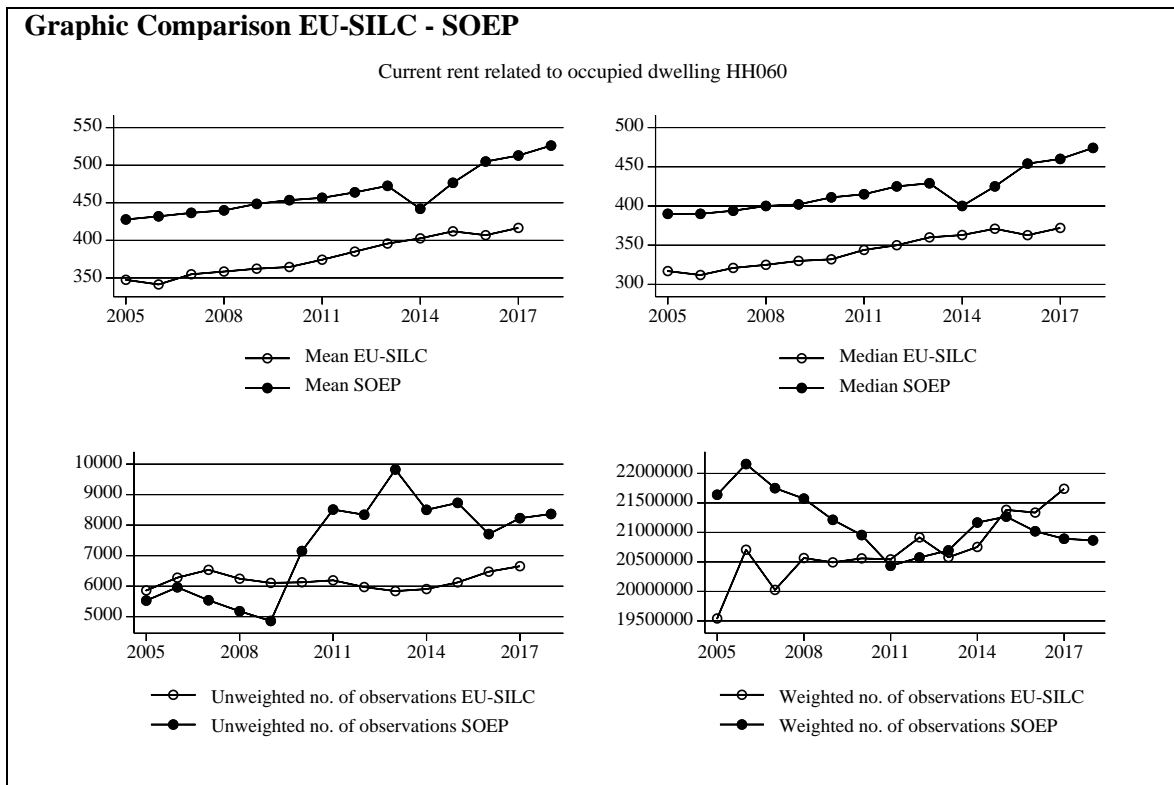 Graphic Comparison EU-SILC - SOEP
Current rent related to occupied dwelling HH060
550
500
450
400
350
2005 2008 2011 2014 2017
Mean EU-SILC
Mean SOEP
500
450
400
350
300
2005 2008 2011 2014 2017
Median EU-SILC
Median SOEP
10000
9000
8000
7000
6000
5000
2005 2008 2011 2014 2017
Unweighted no. of observations EU-SILC
Unweighted no. of observations SOEP
22000000
21500000
21000000
20500000
20000000
19500000
2005 2008 2011 2014 2017
Weighted no. of observations EU-SILC
Weighted no. of observations SOEP